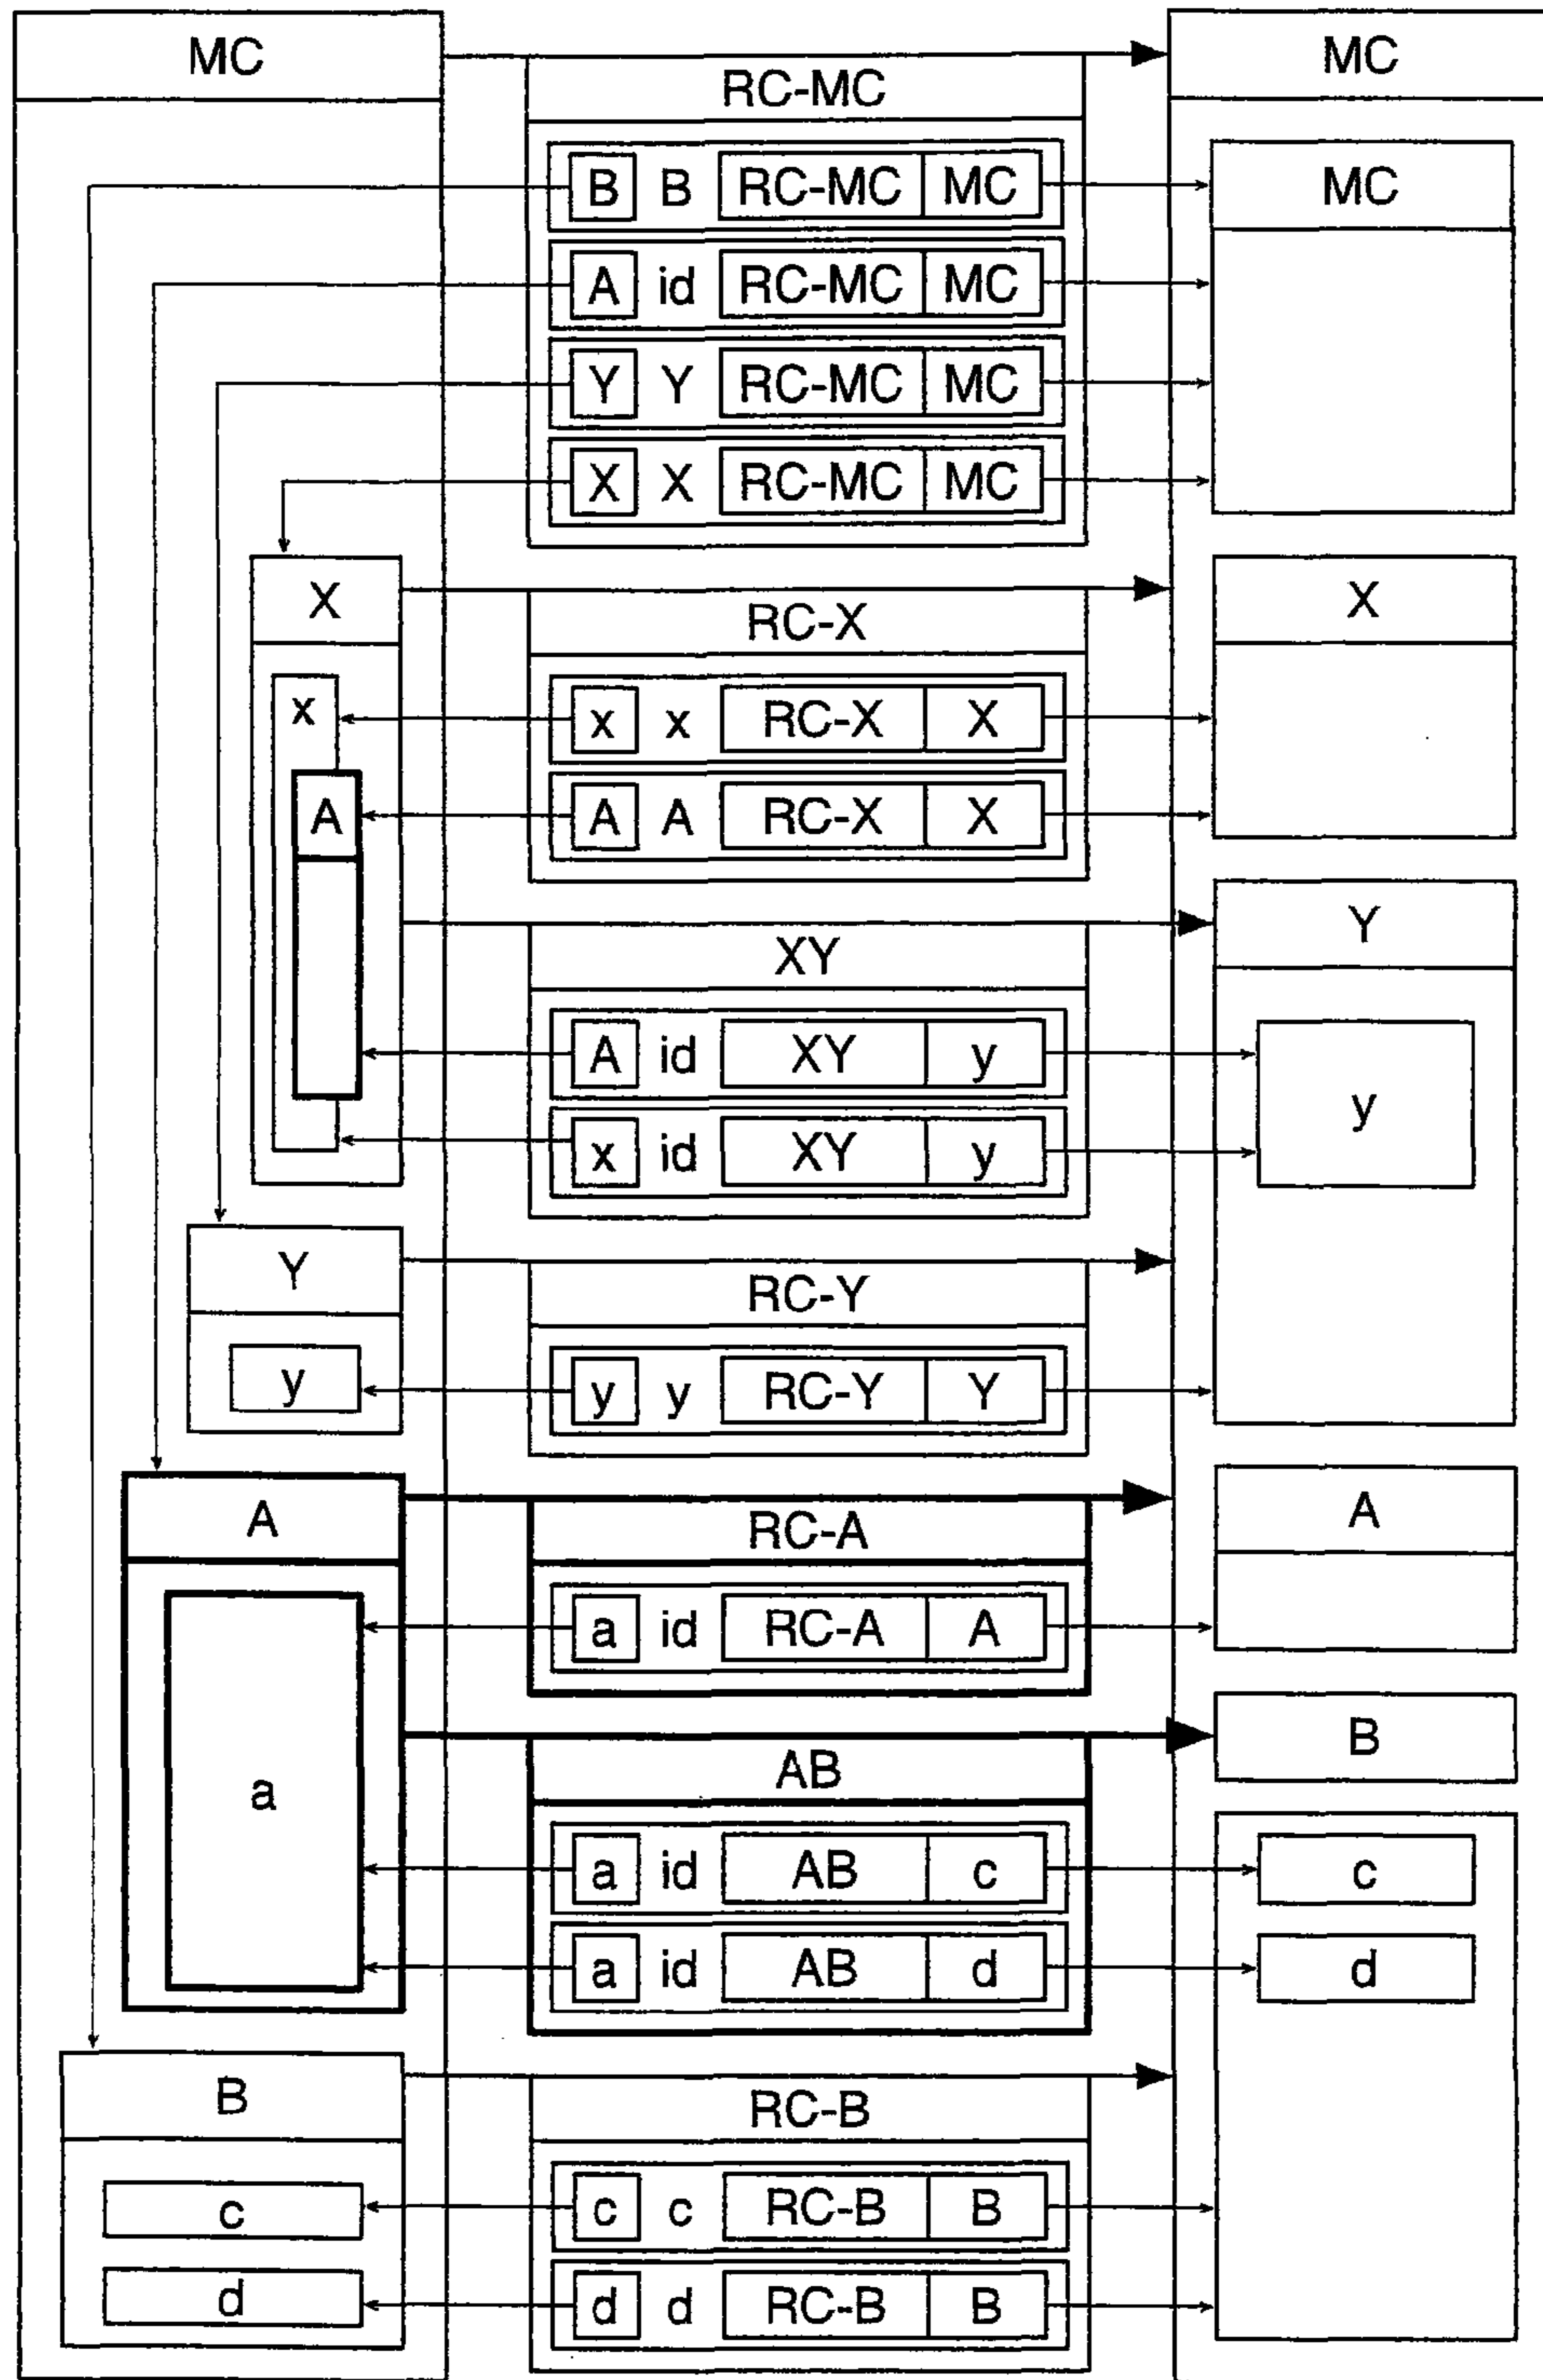 MC MC
RC-MC
B B RC-MC MC MC
A id RC-MC MC
Y Y RC-MC MC
X X RC-MC MC
X X
RC-X
x x x RC-X X
A A A RC-X X
Y
XY
A id XY y
y
x id XY y
Y
RC-Y
y y y RC-Y Y
A A
RC-A
a id RC-A A
B
AB
a
a id AB c c
a id AB d d
B
RC-B
c c c RC-B B
d d d RC-B B